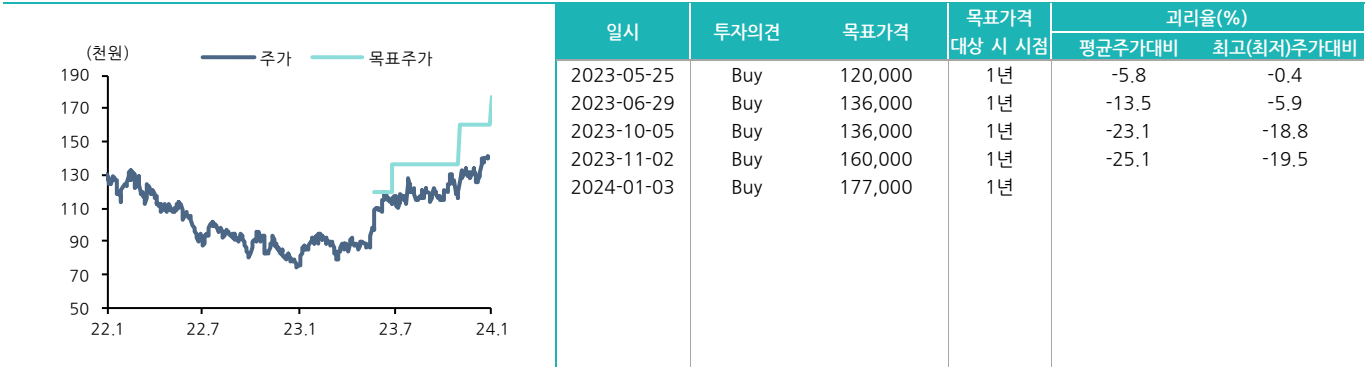 (천원)
주가 목표주가
190
170
150
130
110
90
70
50
22.1 22.7 23.1 23.7 24.1
일시 투자의견 목표가격 목표가격 대상 시 시점 괴리율(%)
평균주가대비 최고(최저)주가대비
2023-05-25 Buy 120,000 1년 -5.8 -0.4
2023-06-29 Buy 136,000 1년 -13.5 -5.9
2023-10-05 Buy 136,000 1년 -23.1 -18.8
2023-11-02 Buy 160,000 1년 -25.1 -19.5
2024-01-03 Buy 177,000 1년